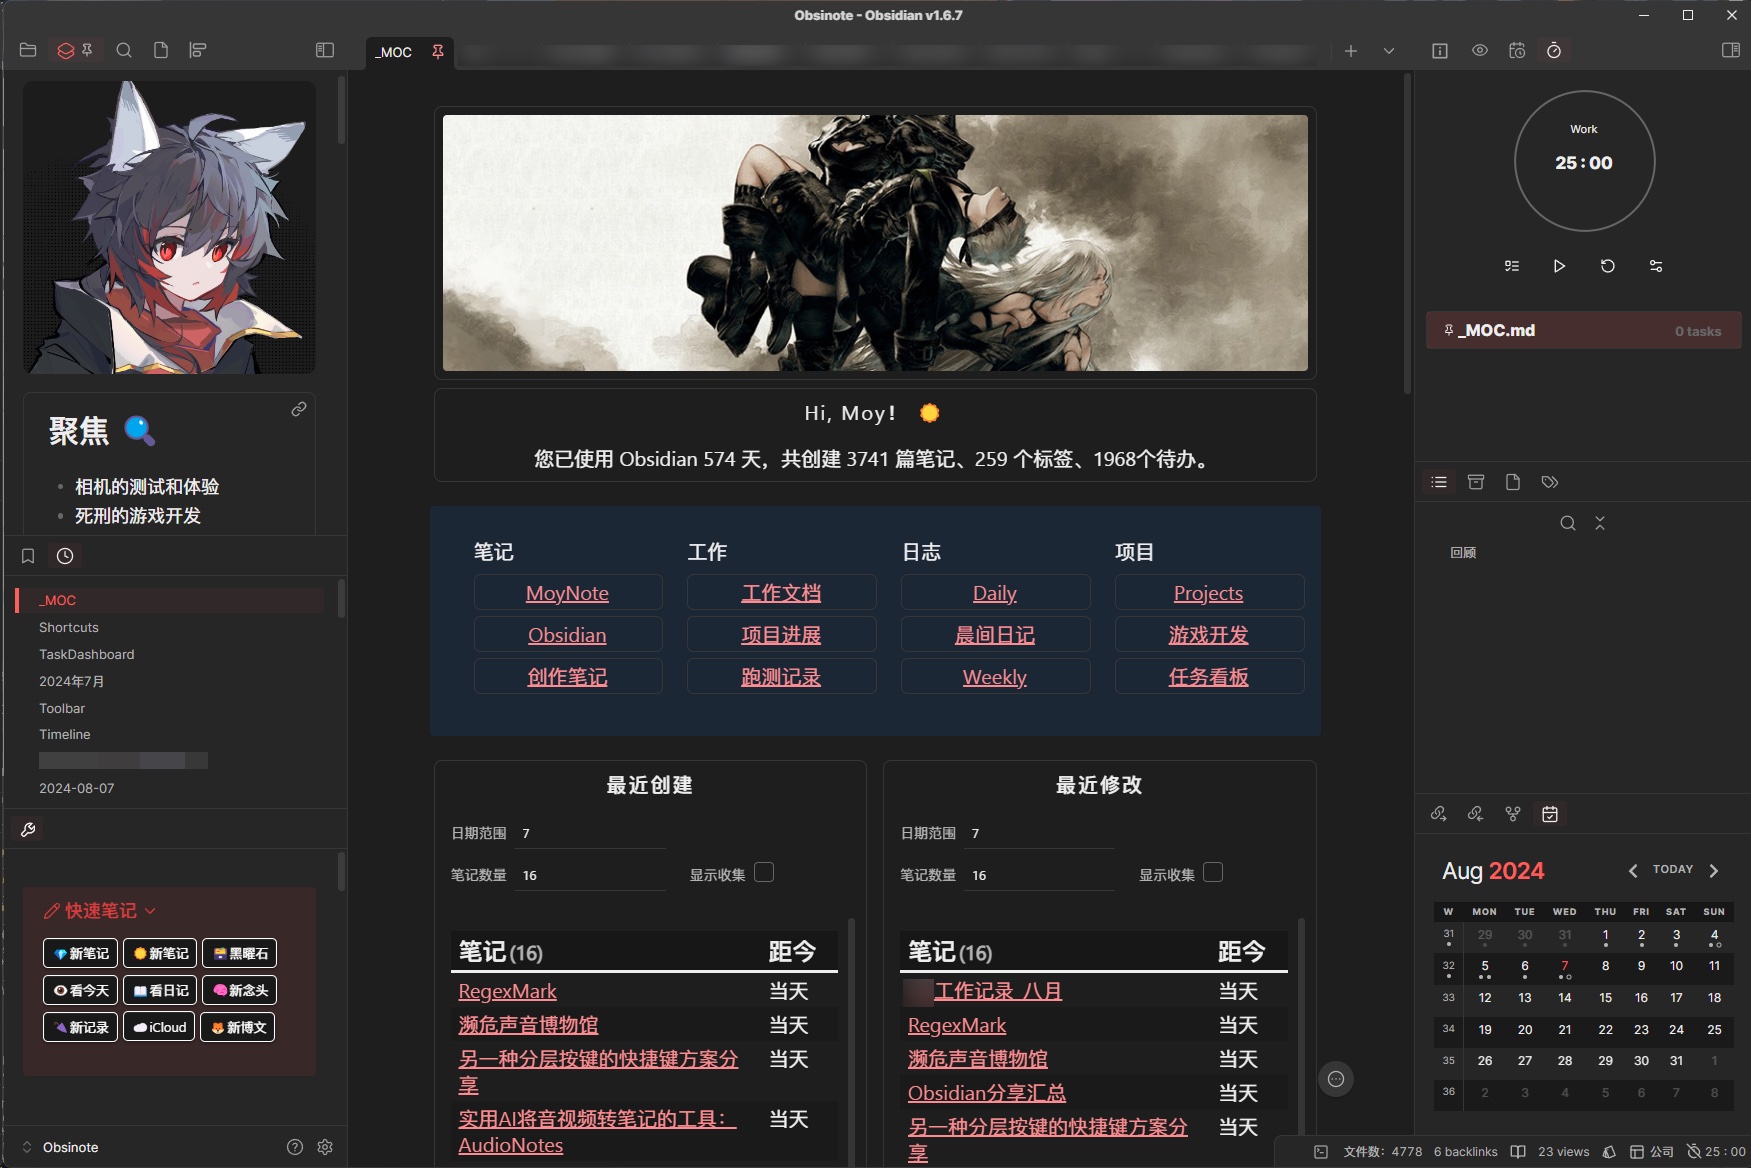 Obsinote - Obsidian v1.6.7
_MOC
聚焦
相机的测试和体验
死刑的游戏开发
_MOC
Shortcuts
TaskDashboard
2024年7月
Toolbar
Timeline
2024-08-07
快速笔记
新笔记 新笔记 黑曜石
看今天 看日记 新念头
新记录 iCloud 新博文
Obsinote
Hi, Moy!
您已使用 Obsidian 574 天，共创建 3741 篇笔记、259 个标签、1968个待办。
笔记 工作 日志 项目
MoyNote 工作文档 Daily Projects
Obsidian 项目进展 晨间日记 游戏开发
创作笔记 跑测记录 Weekly 任务看板
最近创建
日期范围 7
笔记数量 16 显示收集
笔记(16) 距今
RegexMark 当天
濒危声音博物馆 当天
另一种分层按键的快捷键方案分 当天
享
实用AI将音视频转笔记的工具： 当天
AudioNotes
最近修改
日期范围 7
笔记数量 16 显示收集
笔记(16) 距今
工作记录_八月 当天
RegexMark 当天
濒危声音博物馆 当天
Obsidian分享汇总 当天
另一种分层按键的快捷键方案分 当天
享
Work
25:00
_MOC.md 0 tasks
回顾
Aug 2024 TODAY
W MON TUE WED THU FRI SAT SUN
31 29 30 31 1 2 3 4
32 5 6 7 8 9 10 11
33 12 13 14 15 16 17 18
34 19 20 21 22 23 24 25
35 26 27 28 29 30 31 1
36 2 3 4 5 6 7 8
文件数：4778 6 backlinks 23 views 公司 25:00